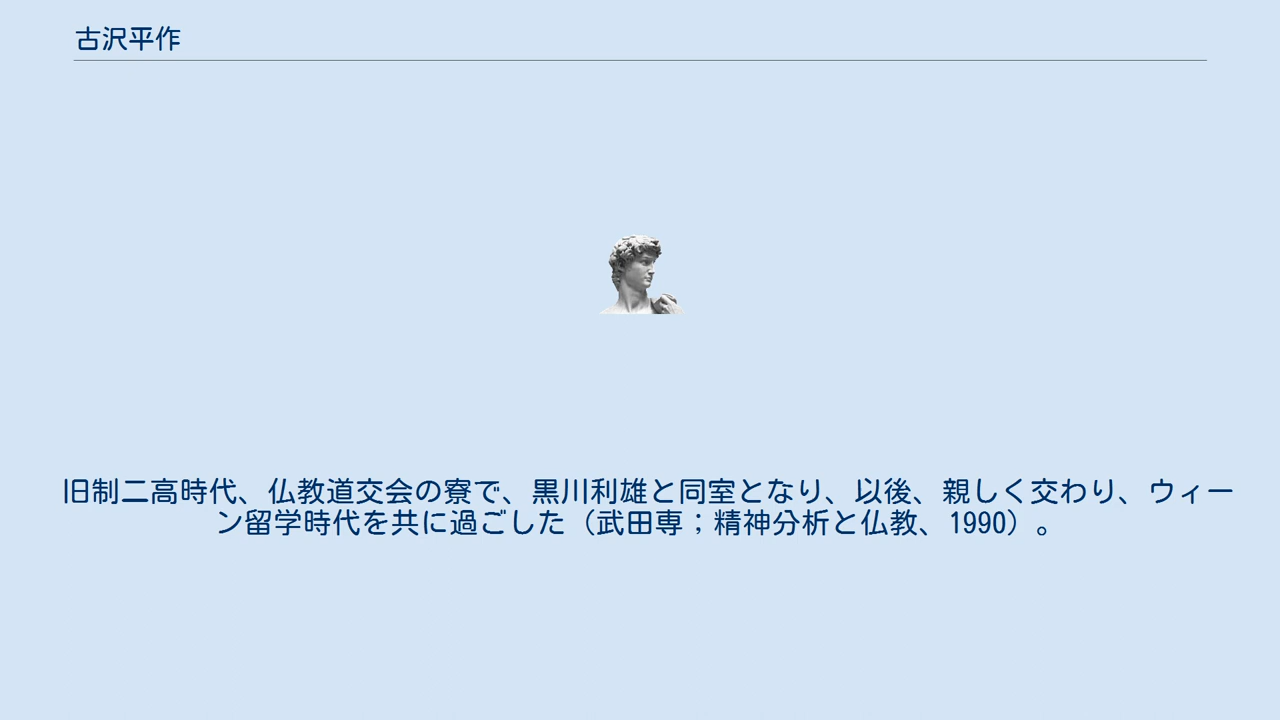 古沢平作
旧制二高時代、仏教道交会の寮で、黒川利雄と同室となり、以後、親しく交わり、ウィー
ン留学時代を共に過ごした（武田専；精神分析と仏教、1990）。